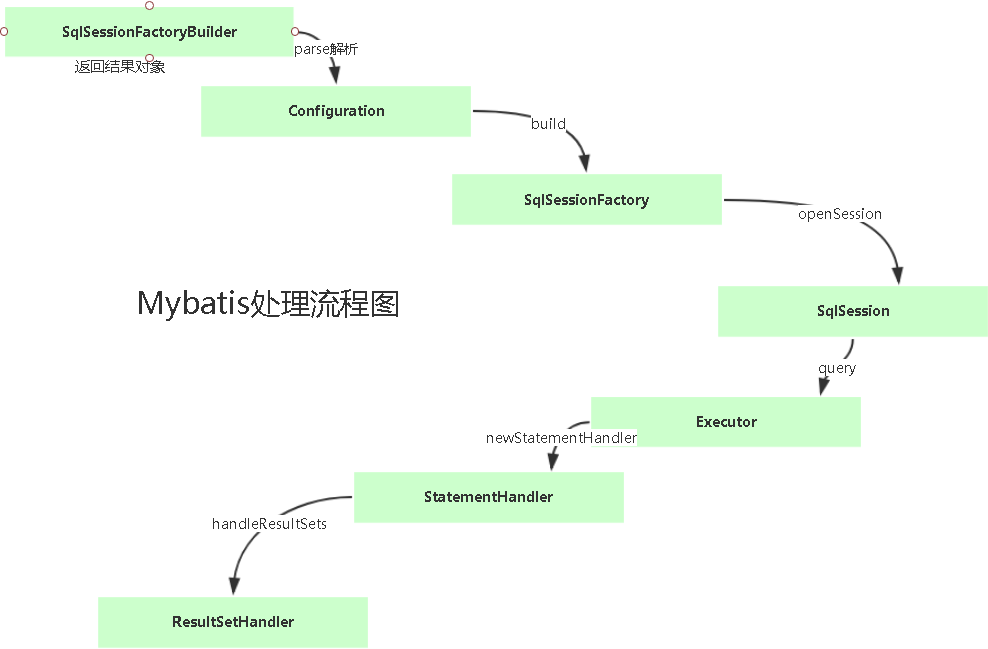 SqlSessionFactoryBuilder
parse解析
返回结果对象
Configuration
build
SqlSessionFactory
openSession
Mybatis处理流程图
SqlSession
query
Executor
newStatementHandler
StatementHandler
handleResultSets
ResultSetHandler